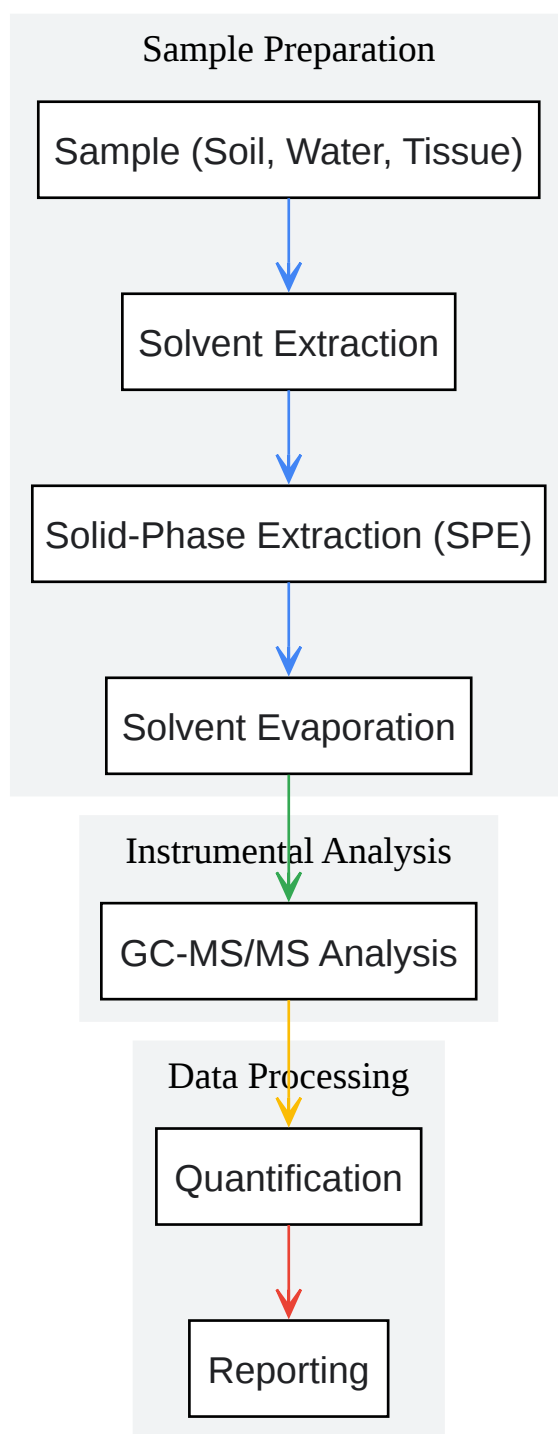 Sample Preparation
Sample (Soil, Water, Tissue)
Solvent Extraction
Solid-Phase Extraction (SPE)
Solvent Evaporation
Instrumental Analysis
GC-MS/MS Analysis
Data Processing
Quantification
Reporting